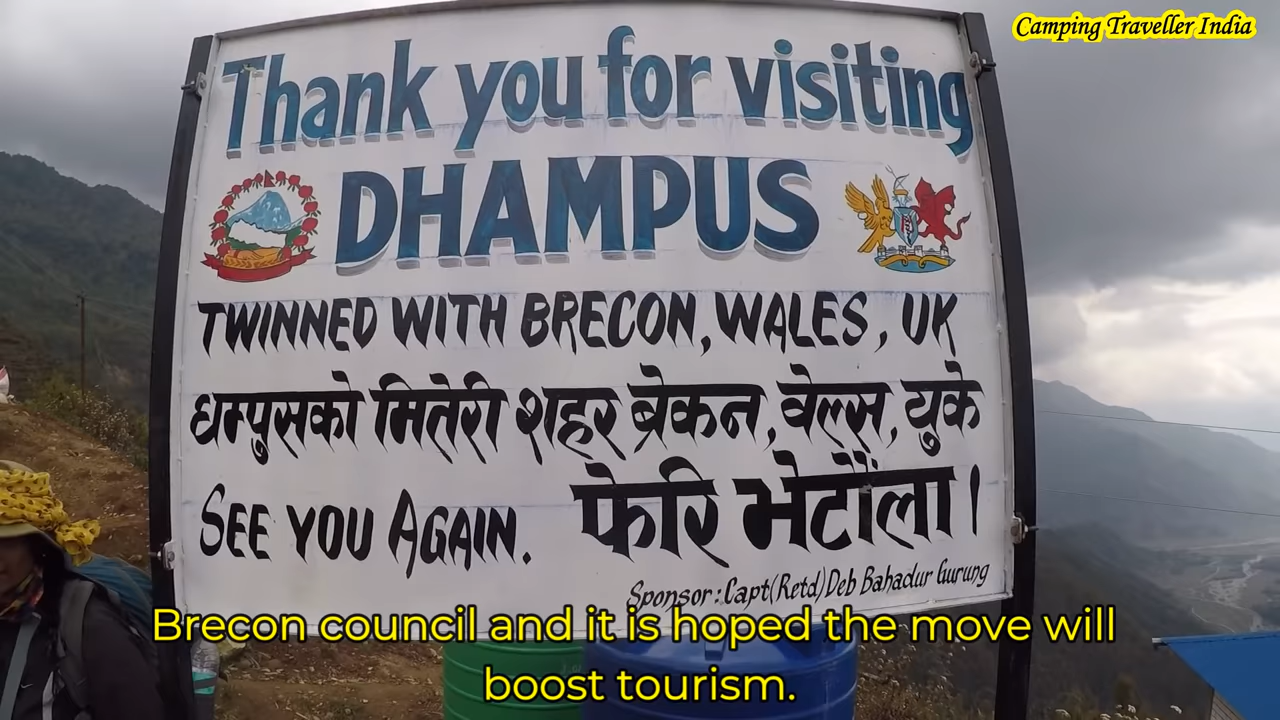 Camping Traveller India
Thank you for visiting
DHAMPUS
TWINNED WITH BRECON, WALES, UK
धम्पुसको मितेरी शहर ब्रेकन, वेल्स, युके
SEE YOU AGAIN. फेरि भेटौंला।
Sponsor: Capt(Retd) Deb Bahadur Gurung
Brecon council and it is hoped the move will
boost tourism.